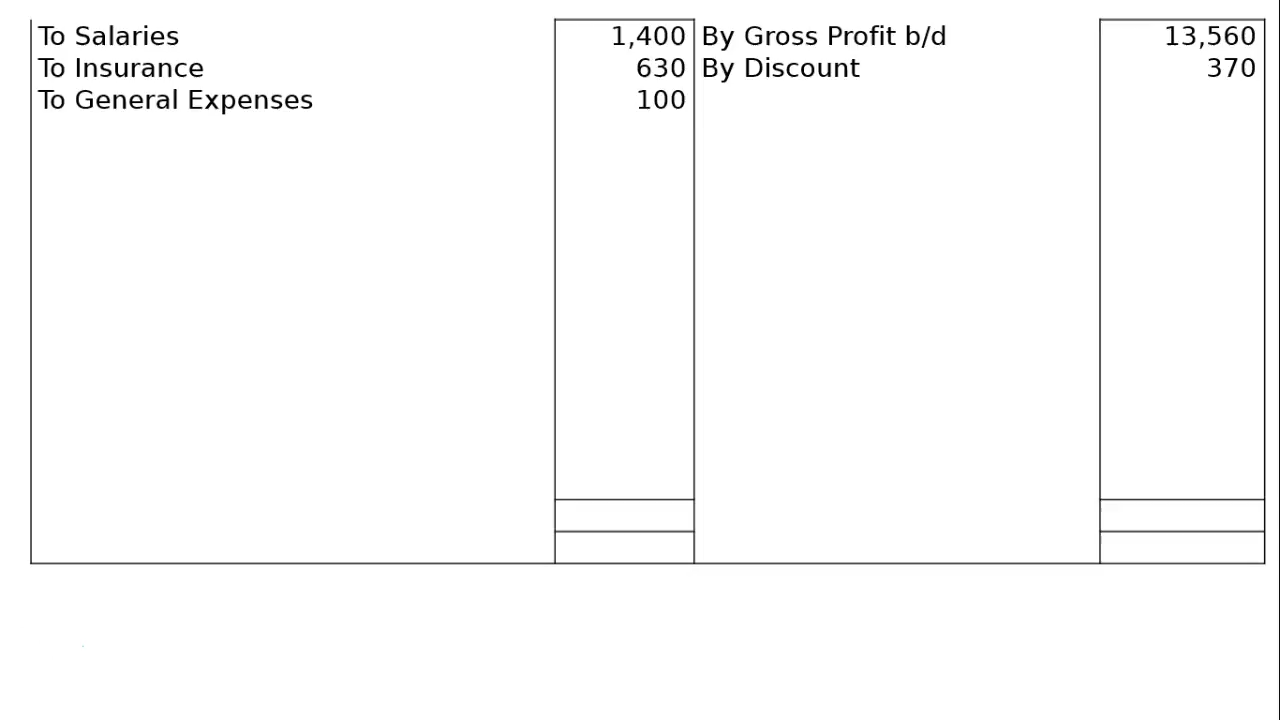 To Salaries 1,400 By Gross Profit b/d 13,560
To Insurance 630 By Discount 370
To General Expenses 100